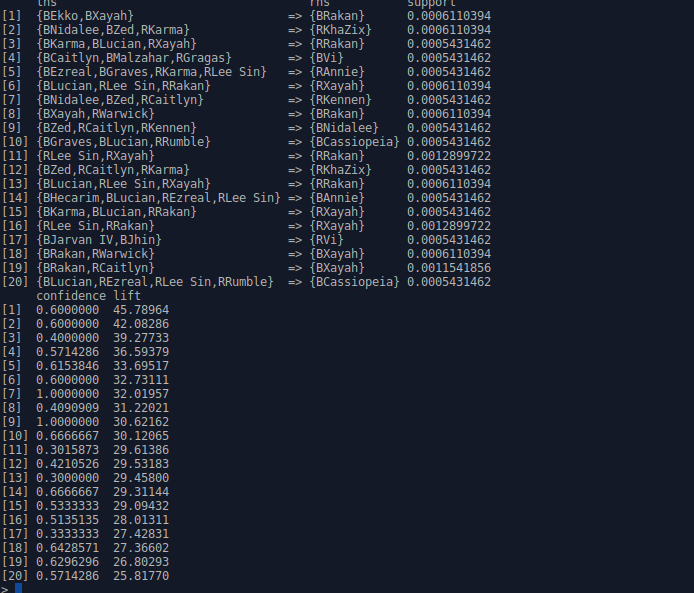 lhs rhs support
[1] {BEkko,BXayah} => {BRakan} 0.0006110394
[2] {BNidalee,BZed,RKarma} => {RKhaZix} 0.0006110394
[3] {BKarma,BLucian,RXayah} => {RRakan} 0.0005431462
[4] {BCaitlyn,BMalzahar,RGragas} => {BVi} 0.0005431462
[5] {BEzreal,BGraves,RKarma,RLee Sin} => {RAnnie} 0.0005431462
[6] {BLucian,RLee Sin,RRakan} => {RXayah} 0.0006110394
[7] {BNidalee,BZed,RCaitlyn} => {RKennen} 0.0005431462
[8] {BXayah,RWarwick} => {BRakan} 0.0006110394
[9] {BZed,RCaitlyn,RKennen} => {BNidalee} 0.0005431462
[10] {BGraves,BLucian,RRumble} => {BCassiopeia} 0.0005431462
[11] {RLee Sin,RXayah} => {RRakan} 0.0012899722
[12] {BZed,RCaitlyn,RKarma} => {RKhaZix} 0.0005431462
[13] {BLucian,RLee Sin,RXayah} => {RRakan} 0.0006110394
[14] {BHecarim,BLucian,REzreal,RLee Sin} => {BAnnie} 0.0005431462
[15] {BKarma,BLucian,RRakan} => {RXayah} 0.0005431462
[16] {RLee Sin,RRakan} => {RXayah} 0.0012899722
[17] {BJarvan IV,BJhin} => {RVi} 0.0005431462
[18] {BRakan,RWarwick} => {BXayah} 0.0006110394
[19] {BRakan,RCaitlyn} => {BXayah} 0.0011541856
[20] {BLucian,REzreal,RLee Sin,RRumble} => {BCassiopeia} 0.0005431462
confidence lift
[1] 0.6000000 45.78964
[2] 0.6000000 42.08286
[3] 0.4000000 39.27733
[4] 0.5714286 36.59379
[5] 0.6153846 33.69517
[6] 0.6000000 32.73111
[7] 1.0000000 32.01957
[8] 0.4090909 31.22021
[9] 1.0000000 30.62162
[10] 0.6666667 30.12065
[11] 0.3015873 29.61386
[12] 0.4210526 29.53183
[13] 0.3000000 29.45800
[14] 0.6666667 29.31144
[15] 0.5333333 29.09432
[16] 0.5135135 28.01311
[17] 0.3333333 27.42831
[18] 0.6428571 27.36602
[19] 0.6296296 26.80293
[20] 0.5714286 25.81770
>